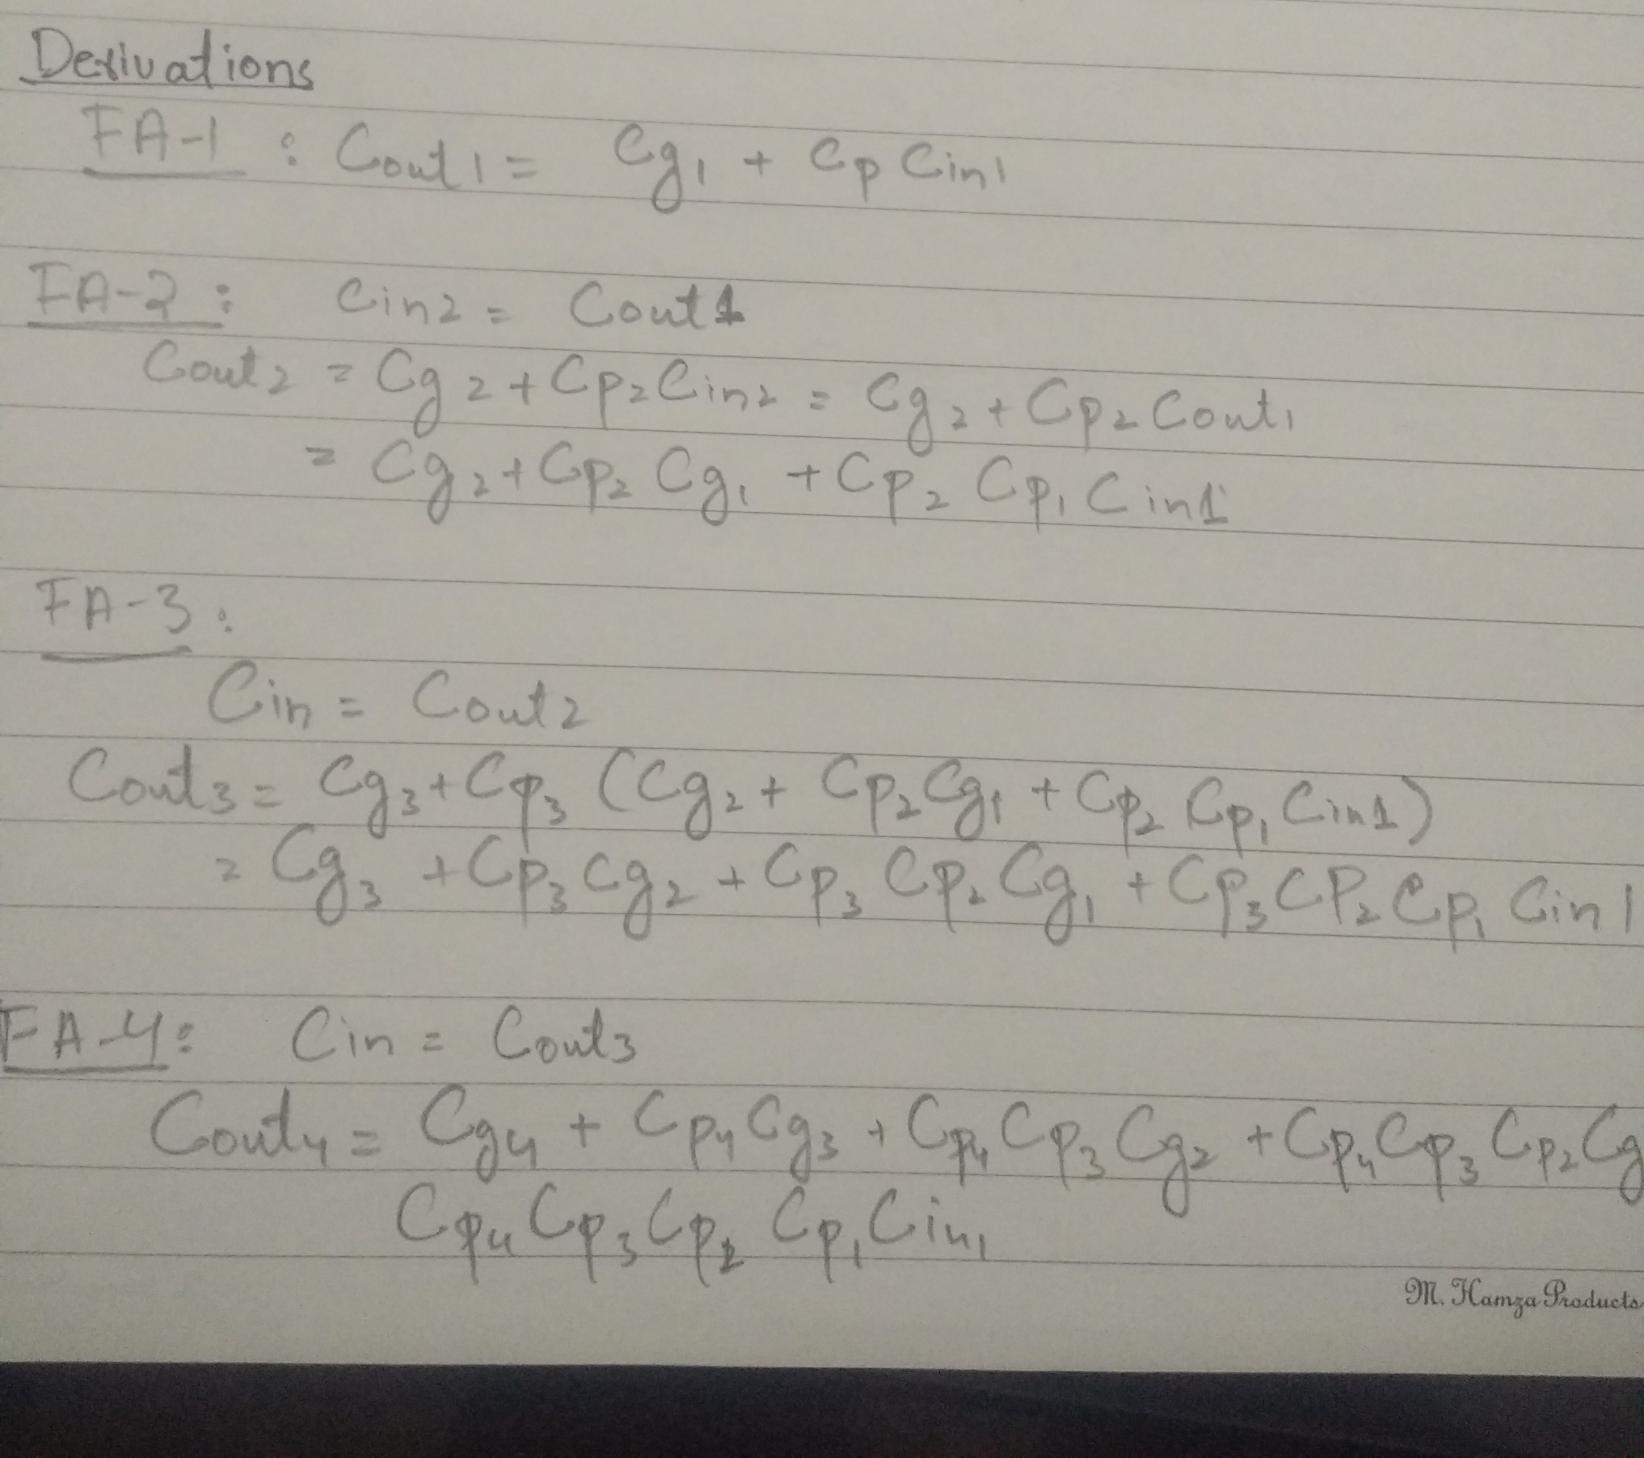 Derivations
FA-1 : Cout1 = Cg1 + Cp Cin1
FA-2 : Cin2 = Cout1
Cout2 = Cg2 + Cp2 Cin2 = Cg2 + Cp2 Cout1
= Cg2 + Cp2 Cg1 + Cp2 Cp1 Cin1
FA-3 :
Cin = Cout2
Cout3 = Cg3 + Cp3 (Cg2 + Cp2 Cg1 + Cp2 Cp1 Cin1)
= Cg3 + Cp3 Cg2 + Cp3 Cp2 Cg1 + Cp3 CP2 Cp1 Cin1
FA-4 : Cin = Cout3
Cout4 = Cg4 + Cp4 Cg3 + Cp4 Cp3 Cg2 + Cp4 Cp3 Cp2 Cg
Cp4 Cp3 Cp2 Cp1 Cin1
M. Hamza Products